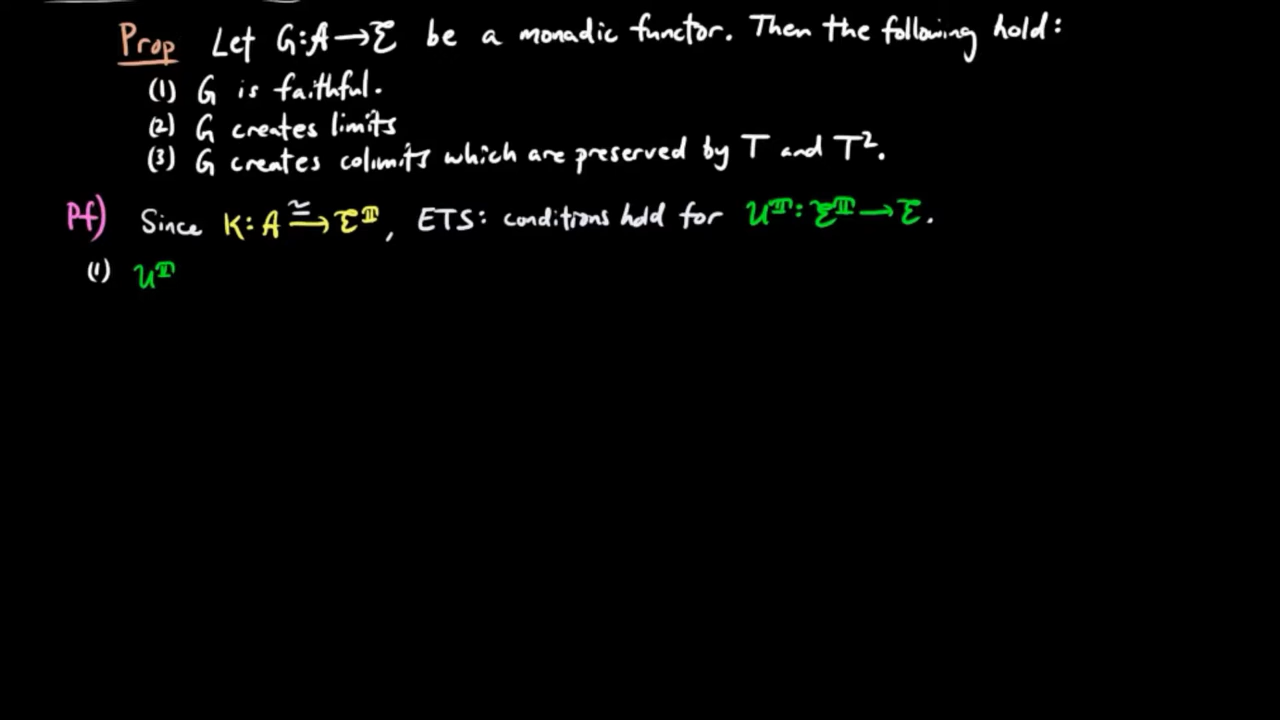 Prop Let G:A→ℰ be a monadic functor. Then the following hold:
(1) G is faithful.
(2) G creates limits
(3) G creates colimits which are preserved by T and T².
Pf) Since K:A ≃→ ℰ^𝕋, ETS: conditions hold for U^𝕋:ℰ^𝕋→ℰ.
(1) U^𝕋